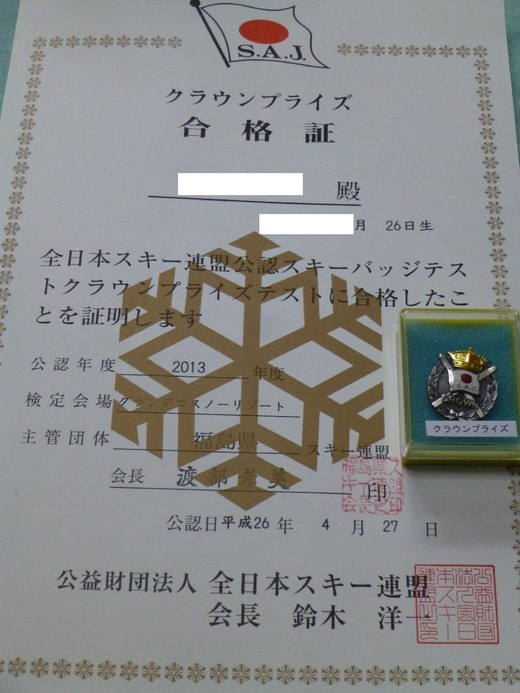 S.A.J.
クラウンプライズ
合格証
殿
月 26日生
全日本スキー連盟公認スキーバッジテス
トクラウンプライズテストに合格したこ
とを証明します
公認年度 2013 年度
検定会場 グランデコスノーリゾート
主管団体 福島県 スキー連盟
会長 渡部孝美 印
公認日 平成26年 4月 27日
公益財団法人 全日本スキー連盟
会長 鈴木洋一
クラウンプライズ